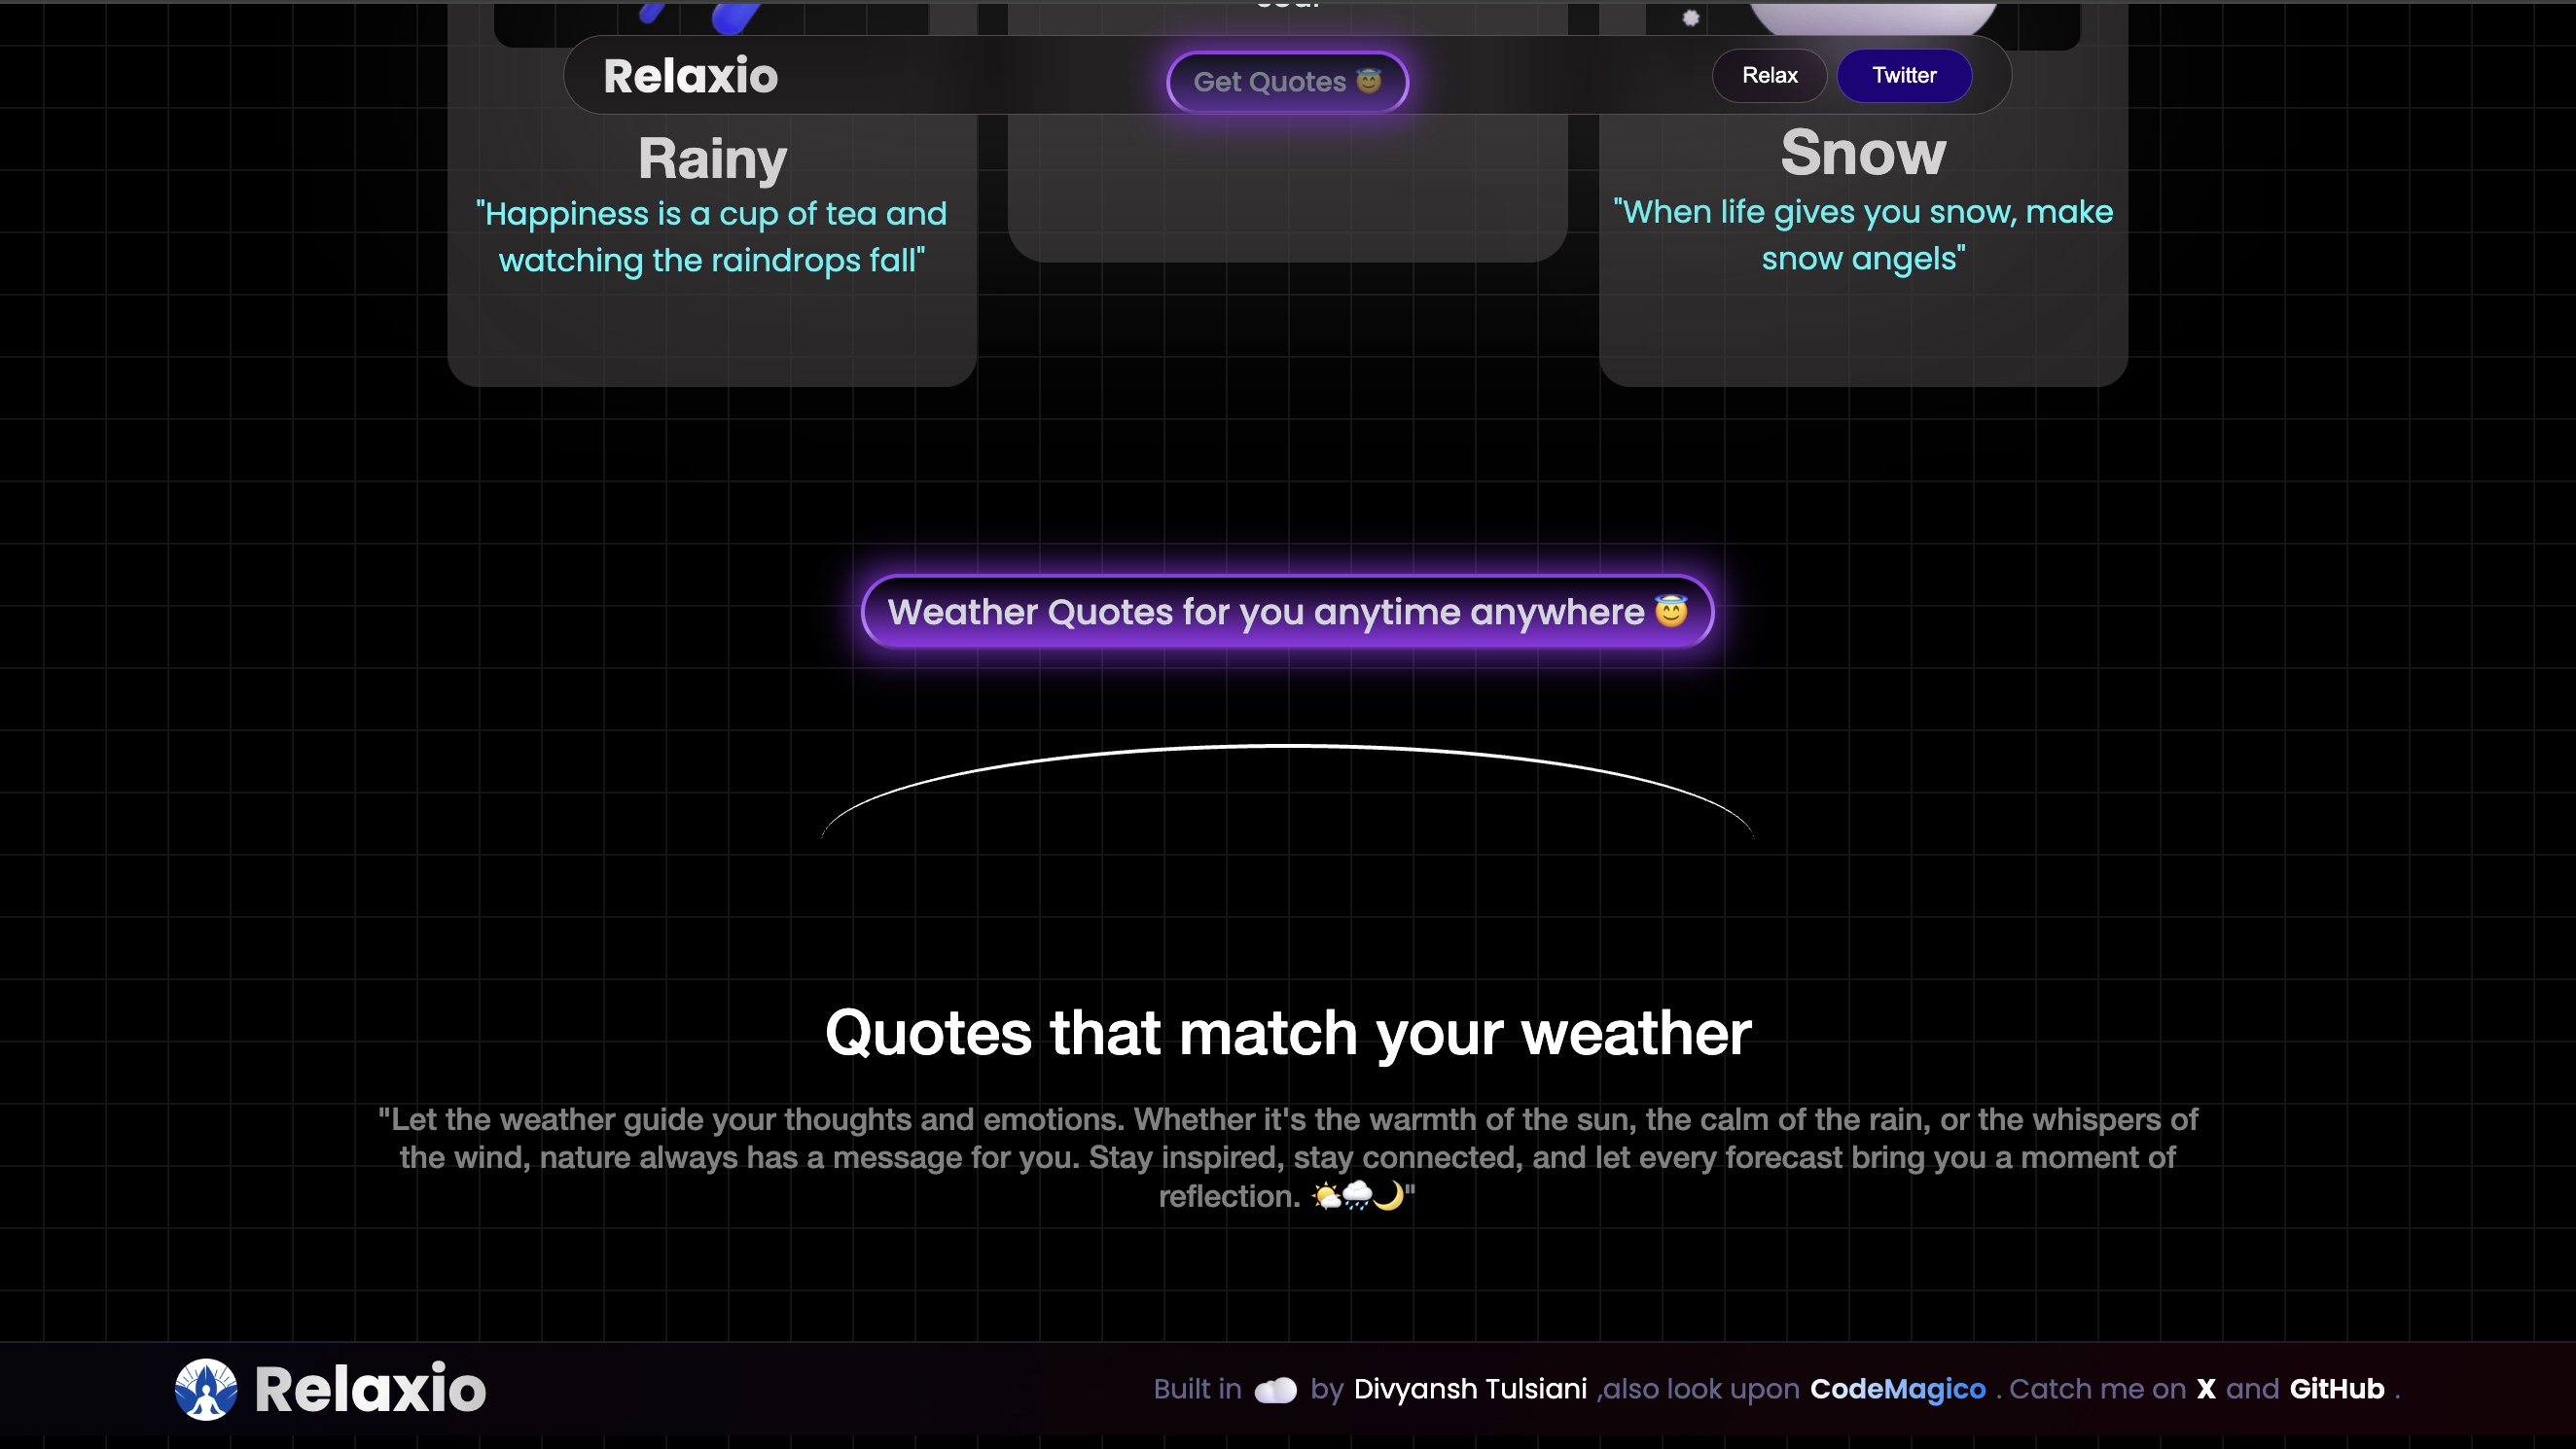 Relaxio
Get Quotes 😇
Relax
Twitter
Rainy
"Happiness is a cup of tea and
watching the raindrops fall"
Snow
"When life gives you snow, make
snow angels"
Weather Quotes for you anytime anywhere 😇
Quotes that match your weather
"Let the weather guide your thoughts and emotions. Whether it's the warmth of the sun, the calm of the rain, or the whispers of
the wind, nature always has a message for you. Stay inspired, stay connected, and let every forecast bring you a moment of
reflection. 🌤️🌧️🌙"
Relaxio
Built in ☁️ by Divyansh Tulsiani ,also look upon CodeMagico . Catch me on X and GitHub .